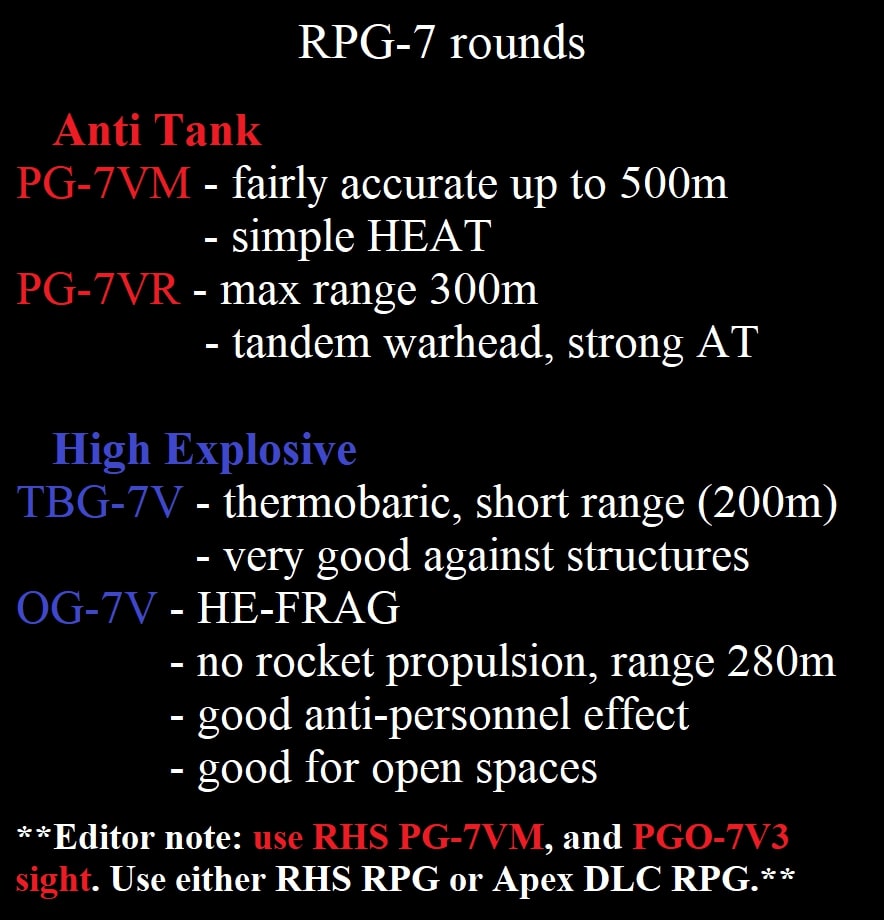 RPG-7 rounds
Anti Tank
PG-7VM - fairly accurate up to 500m
- simple HEAT
PG-7VR - max range 300m
- tandem warhead, strong AT
High Explosive
TBG-7V - thermobaric, short range (200m)
- very good against structures
OG-7V - HE-FRAG
- no rocket propulsion, range 280m
- good anti-personnel effect
- good for open spaces
**Editor note: use RHS PG-7VM, and PGO-7V3
sight. Use either RHS RPG or Apex DLC RPG.**